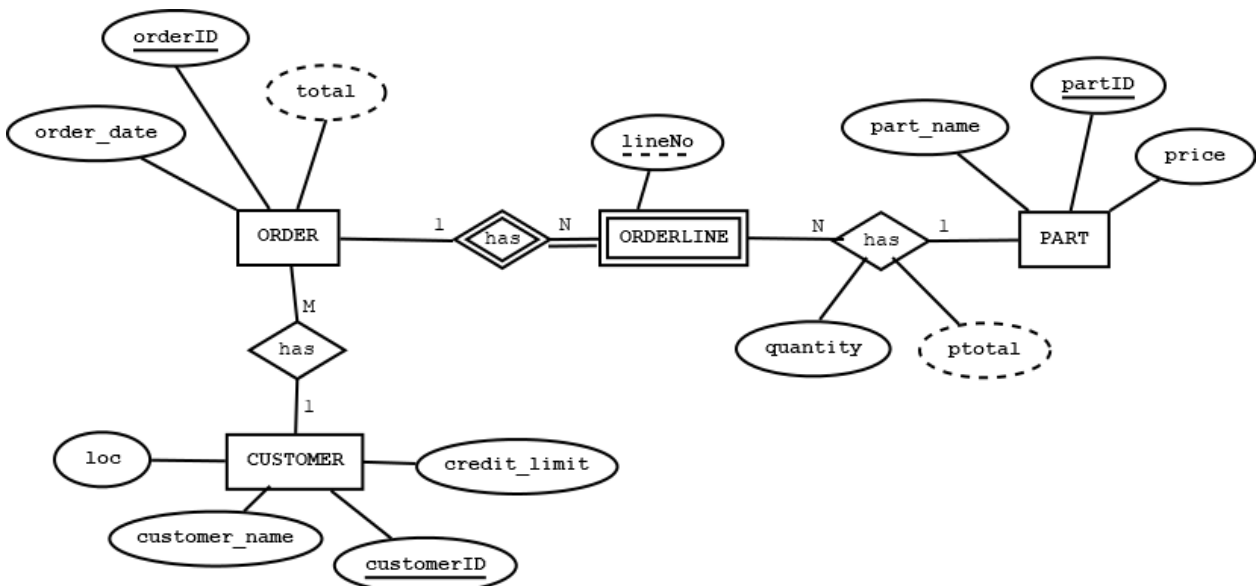 orderID
total
order_date
lineNo
partID
part_name
price
ORDER
1
has
N
ORDERLINE
N
has
1
PART
M
has
1
quantity
ptotal
loc
CUSTOMER
credit_limit
customer_name
customerID